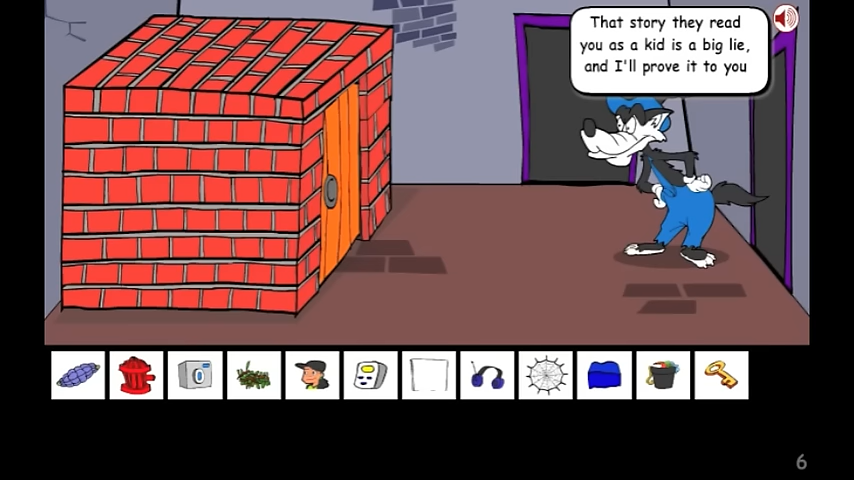 That story they read
you as a kid is a big lie,
and I'll prove it to you
6